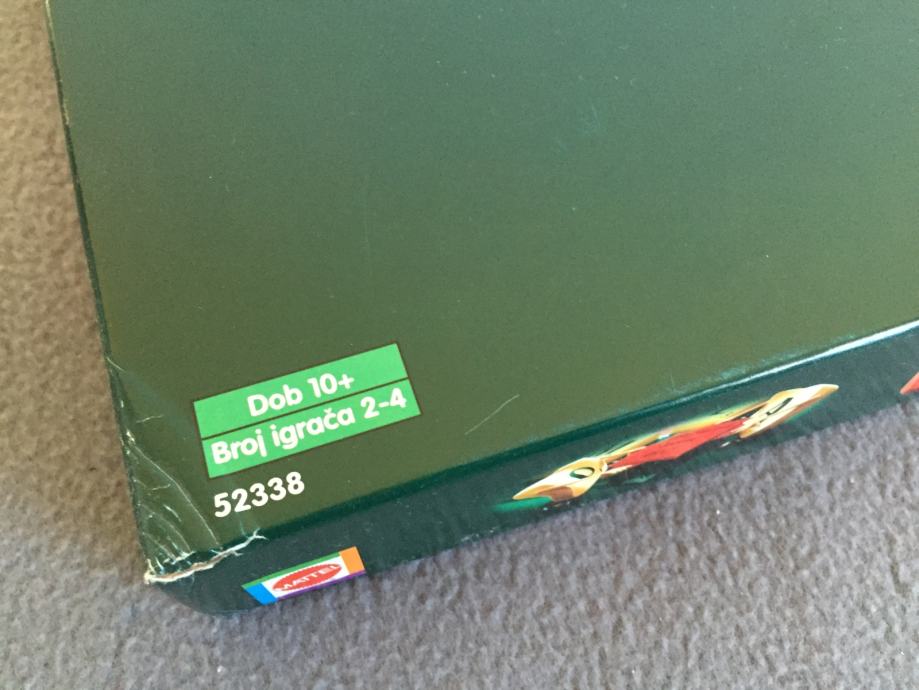 Dob 10+
Broj igrača 2-4
52338
MATTEL